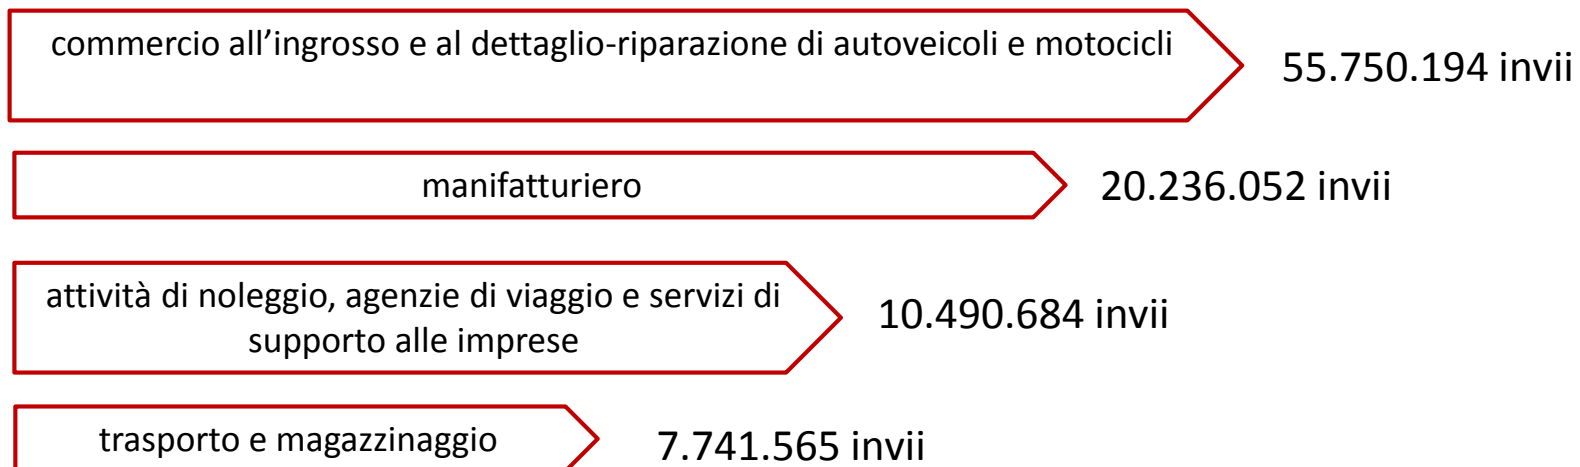 commercio all’ingrosso e al dettaglio-riparazione di autoveicoli e motocicli
55.750.194 invii
manifatturiero
20.236.052 invii
attività di noleggio, agenzie di viaggio e servizi di
supporto alle imprese
10.490.684 invii
trasporto e magazzinaggio
7.741.565 invii